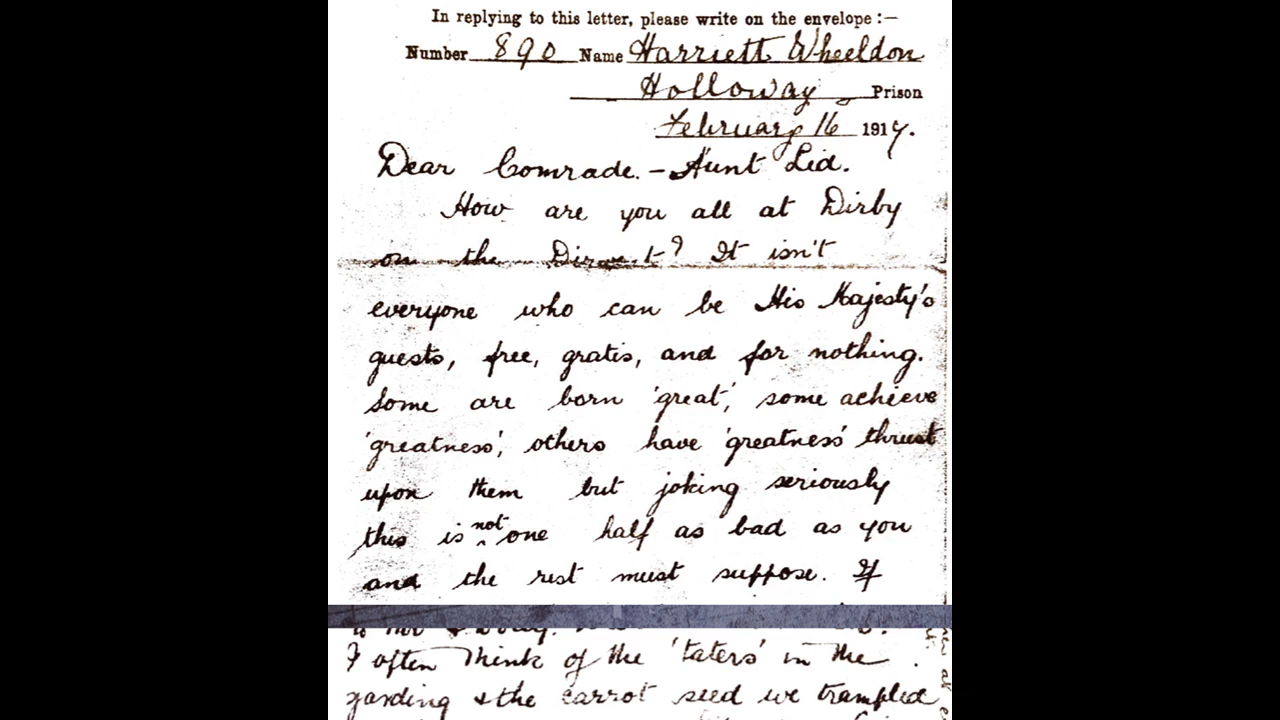 In replying to this letter, please write on the envelope :—
Number 890 Name Harriett Wheeldon
Holloway Prison
February 16 1917.
Dear Comrade. - Aunt Lid.
How are you all at Dirby
on the Dirwent? It isn't
everyone who can be His Majesty's
guests, free, gratis, and for nothing.
Some are born 'great', some achieve
'greatness', others have 'greatness' thrust
upon them but joking seriously
this is not one half as bad as you
and the rest must suppose. If
I often think of the 'taters' in the
garding & the carrot seed we trampled